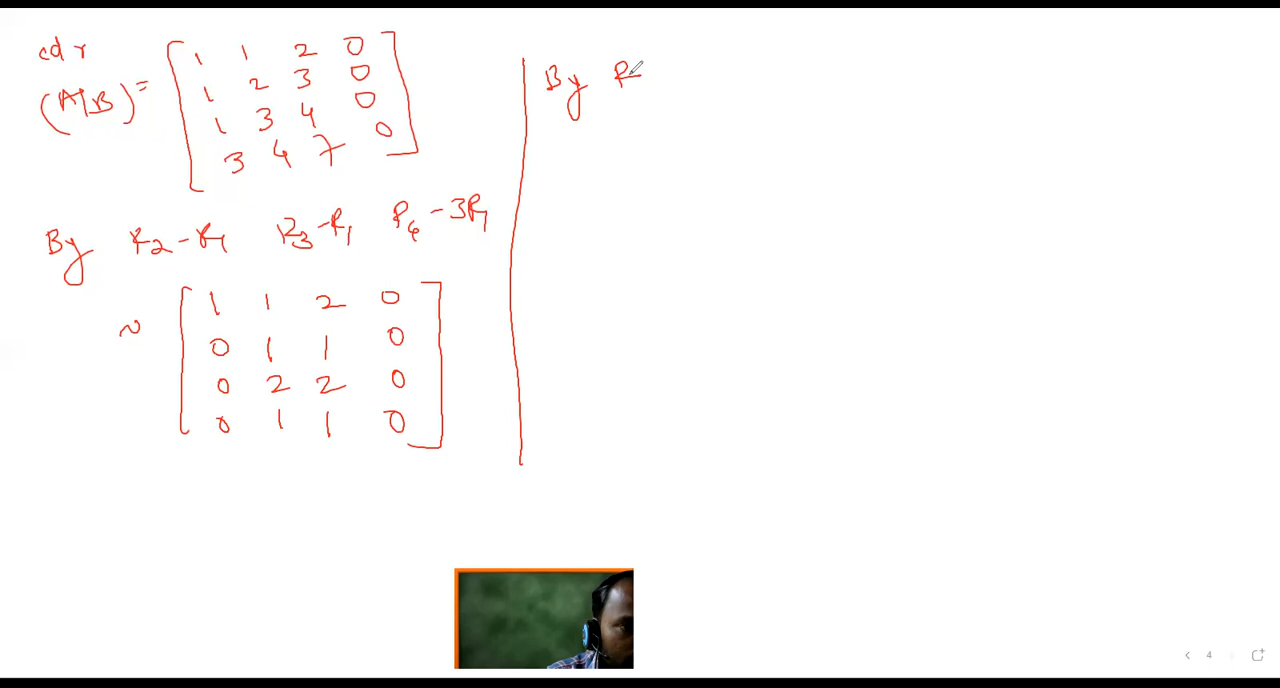 cdr
(A|B) =
1 1 2 0
1 2 3 0
1 3 4 0
3 4 7 0
By R2 - R1 R3 - R1 R4 - 3R1
~
1 1 2 0
0 1 1 0
0 2 2 0
0 1 1 0
By R
4